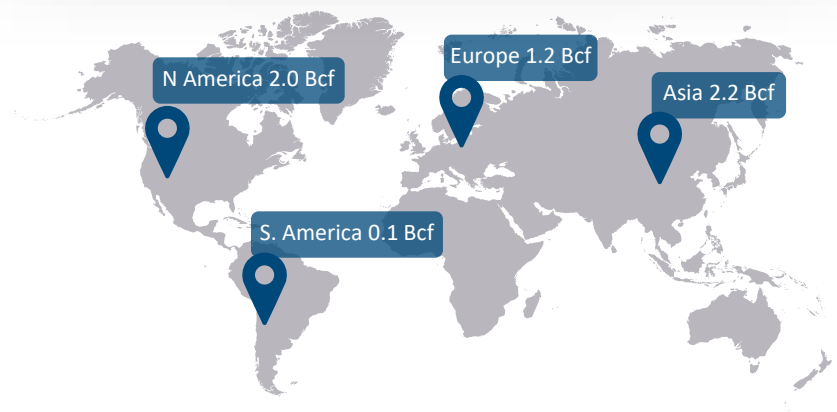 Europe 1.2 Bcf
N America 2.0 Bcf
Asia 2.2 Bcf
S. America 0.1 Bcf